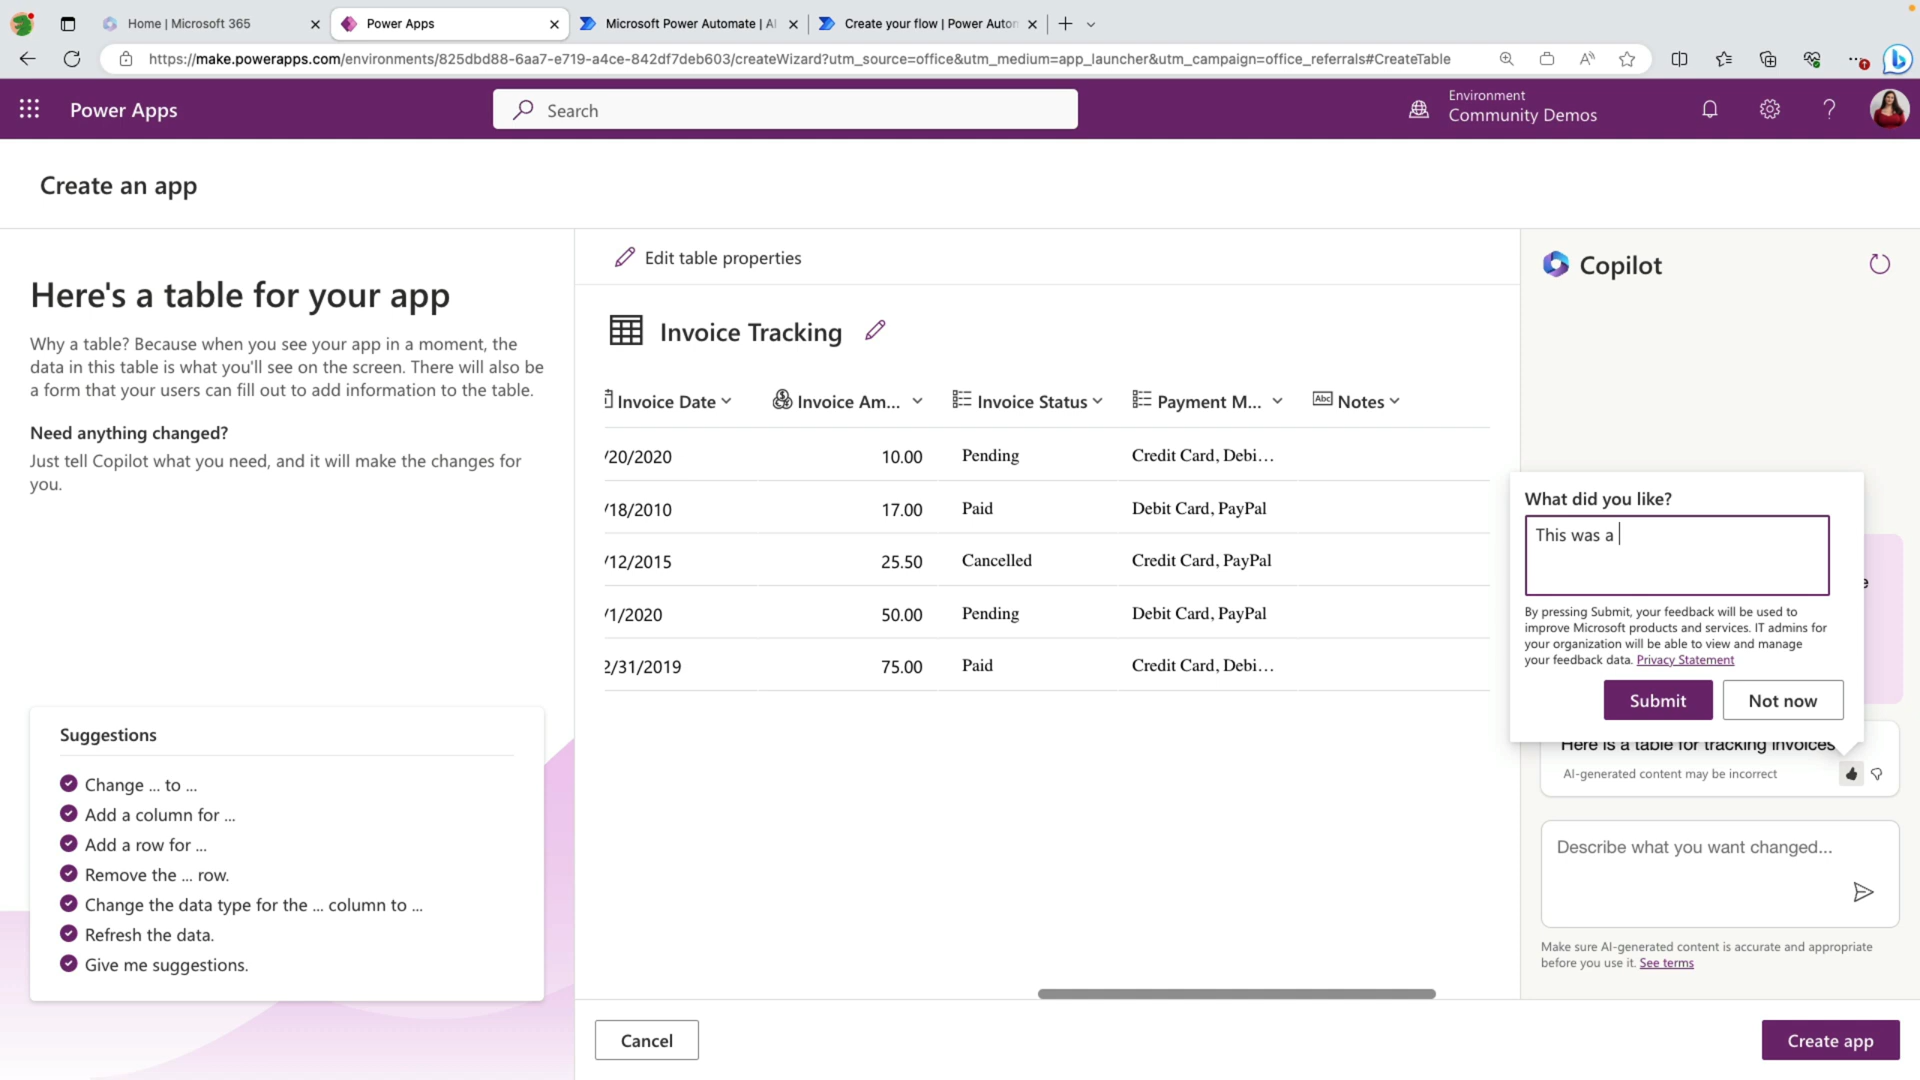 Home | Microsoft 365
Power Apps
Microsoft Power Automate | AI
Create your flow | Power Autom
https://make.powerapps.com/environments/825dbd88-6aa7-e719-a4ce-842df7deb603/createWizard?utm_source=office&utm_medium=app_launcher&utm_campaign=office_referrals#CreateTable
Power Apps
Search
Environment
Community Demos
Create an app
Here's a table for your app
Why a table? Because when you see your app in a moment, the
data in this table is what you'll see on the screen. There will also be
a form that your users can fill out to add information to the table.
Need anything changed?
Just tell Copilot what you need, and it will make the changes for
you.
Suggestions
Change ... to ...
Add a column for ...
Add a row for ...
Remove the ... row.
Change the data type for the ... column to ...
Refresh the data.
Give me suggestions.
Edit table properties
Invoice Tracking
Invoice Date Invoice Am... Invoice Status Payment M... Abc Notes
/20/2020 10.00 Pending Credit Card, Debi...
/18/2010 17.00 Paid Debit Card, PayPal
/12/2015 25.50 Cancelled Credit Card, PayPal
/1/2020 50.00 Pending Debit Card, PayPal
2/31/2019 75.00 Paid Credit Card, Debi...
Cancel
Copilot
What did you like?
This was a
By pressing Submit, your feedback will be used to
improve Microsoft products and services. IT admins for
your organization will be able to view and manage
your feedback data. Privacy Statement
Submit Not now
e
Here is a table for tracking invoices
AI-generated content may be incorrect
Describe what you want changed...
Make sure AI-generated content is accurate and appropriate
before you use it. See terms
Create app